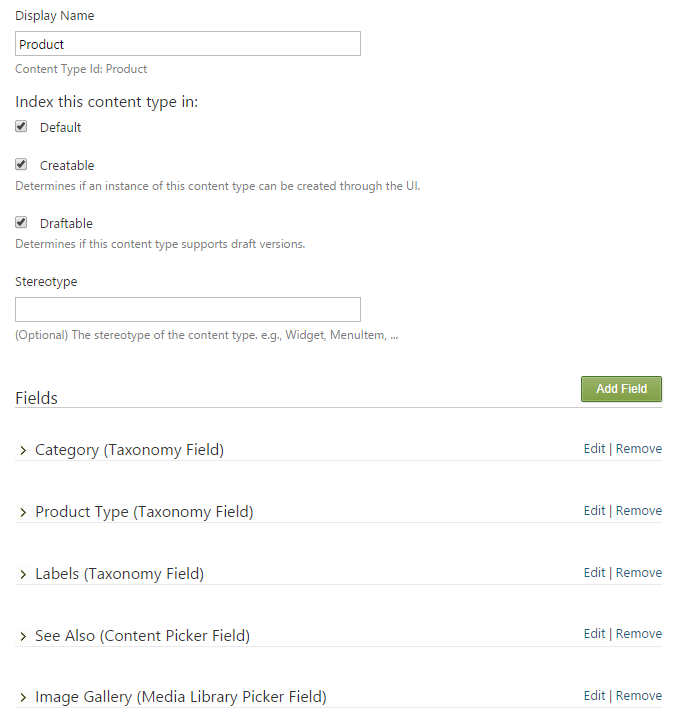 Display Name
Product
Content Type Id: Product
Index this content type in:
Default
Creatable
Determines if an instance of this content type can be created through the UI.
Draftable
Determines if this content type supports draft versions.
Stereotype
(Optional) The stereotype of the content type. e.g., Widget, MenuItem, ...
Fields Add Field
Category (Taxonomy Field) Edit | Remove
Product Type (Taxonomy Field) Edit | Remove
Labels (Taxonomy Field) Edit | Remove
See Also (Content Picker Field) Edit | Remove
Image Gallery (Media Library Picker Field) Edit | Remove